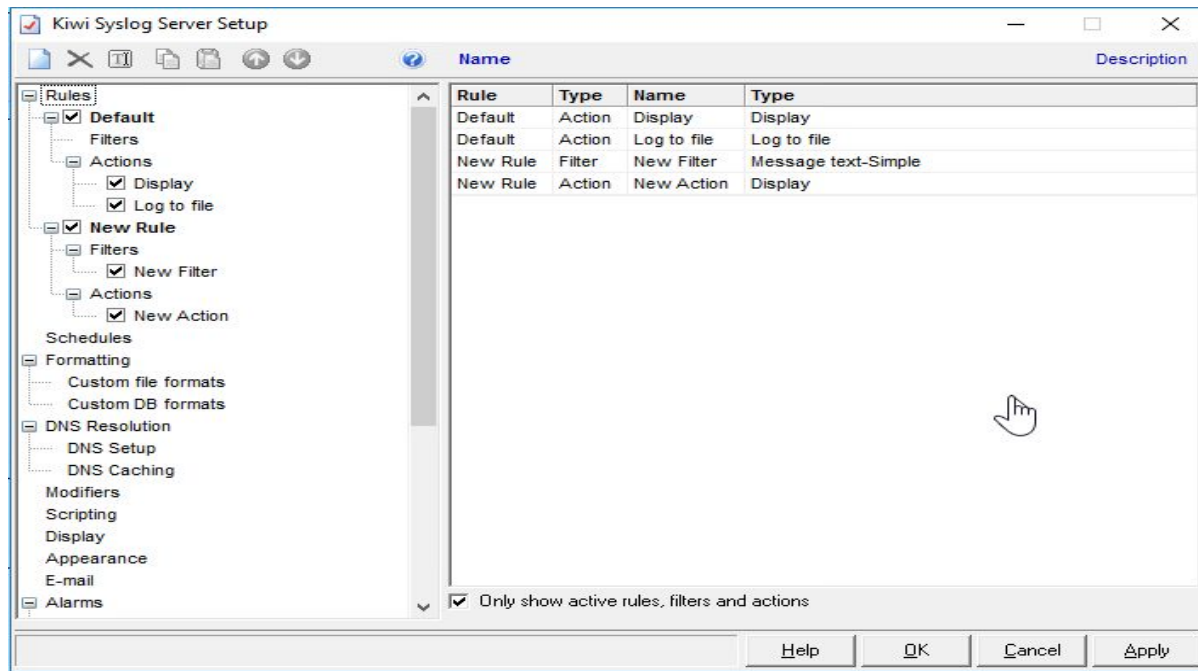 Kiwi Syslog Server Setup
Name Description
Rules
Default
Filters
Actions
Display
Log to file
New Rule
Filters
New Filter
Actions
New Action
Schedules
Formatting
Custom file formats
Custom DB formats
DNS Resolution
DNS Setup
DNS Caching
Modifiers
Scripting
Display
Appearance
E-mail
Alarms
Rule Type Name Type
Default Action Display Display
Default Action Log to file Log to file
New Rule Filter New Filter Message text-Simple
New Rule Action New Action Display
Only show active rules, filters and actions
Help OK Cancel Apply